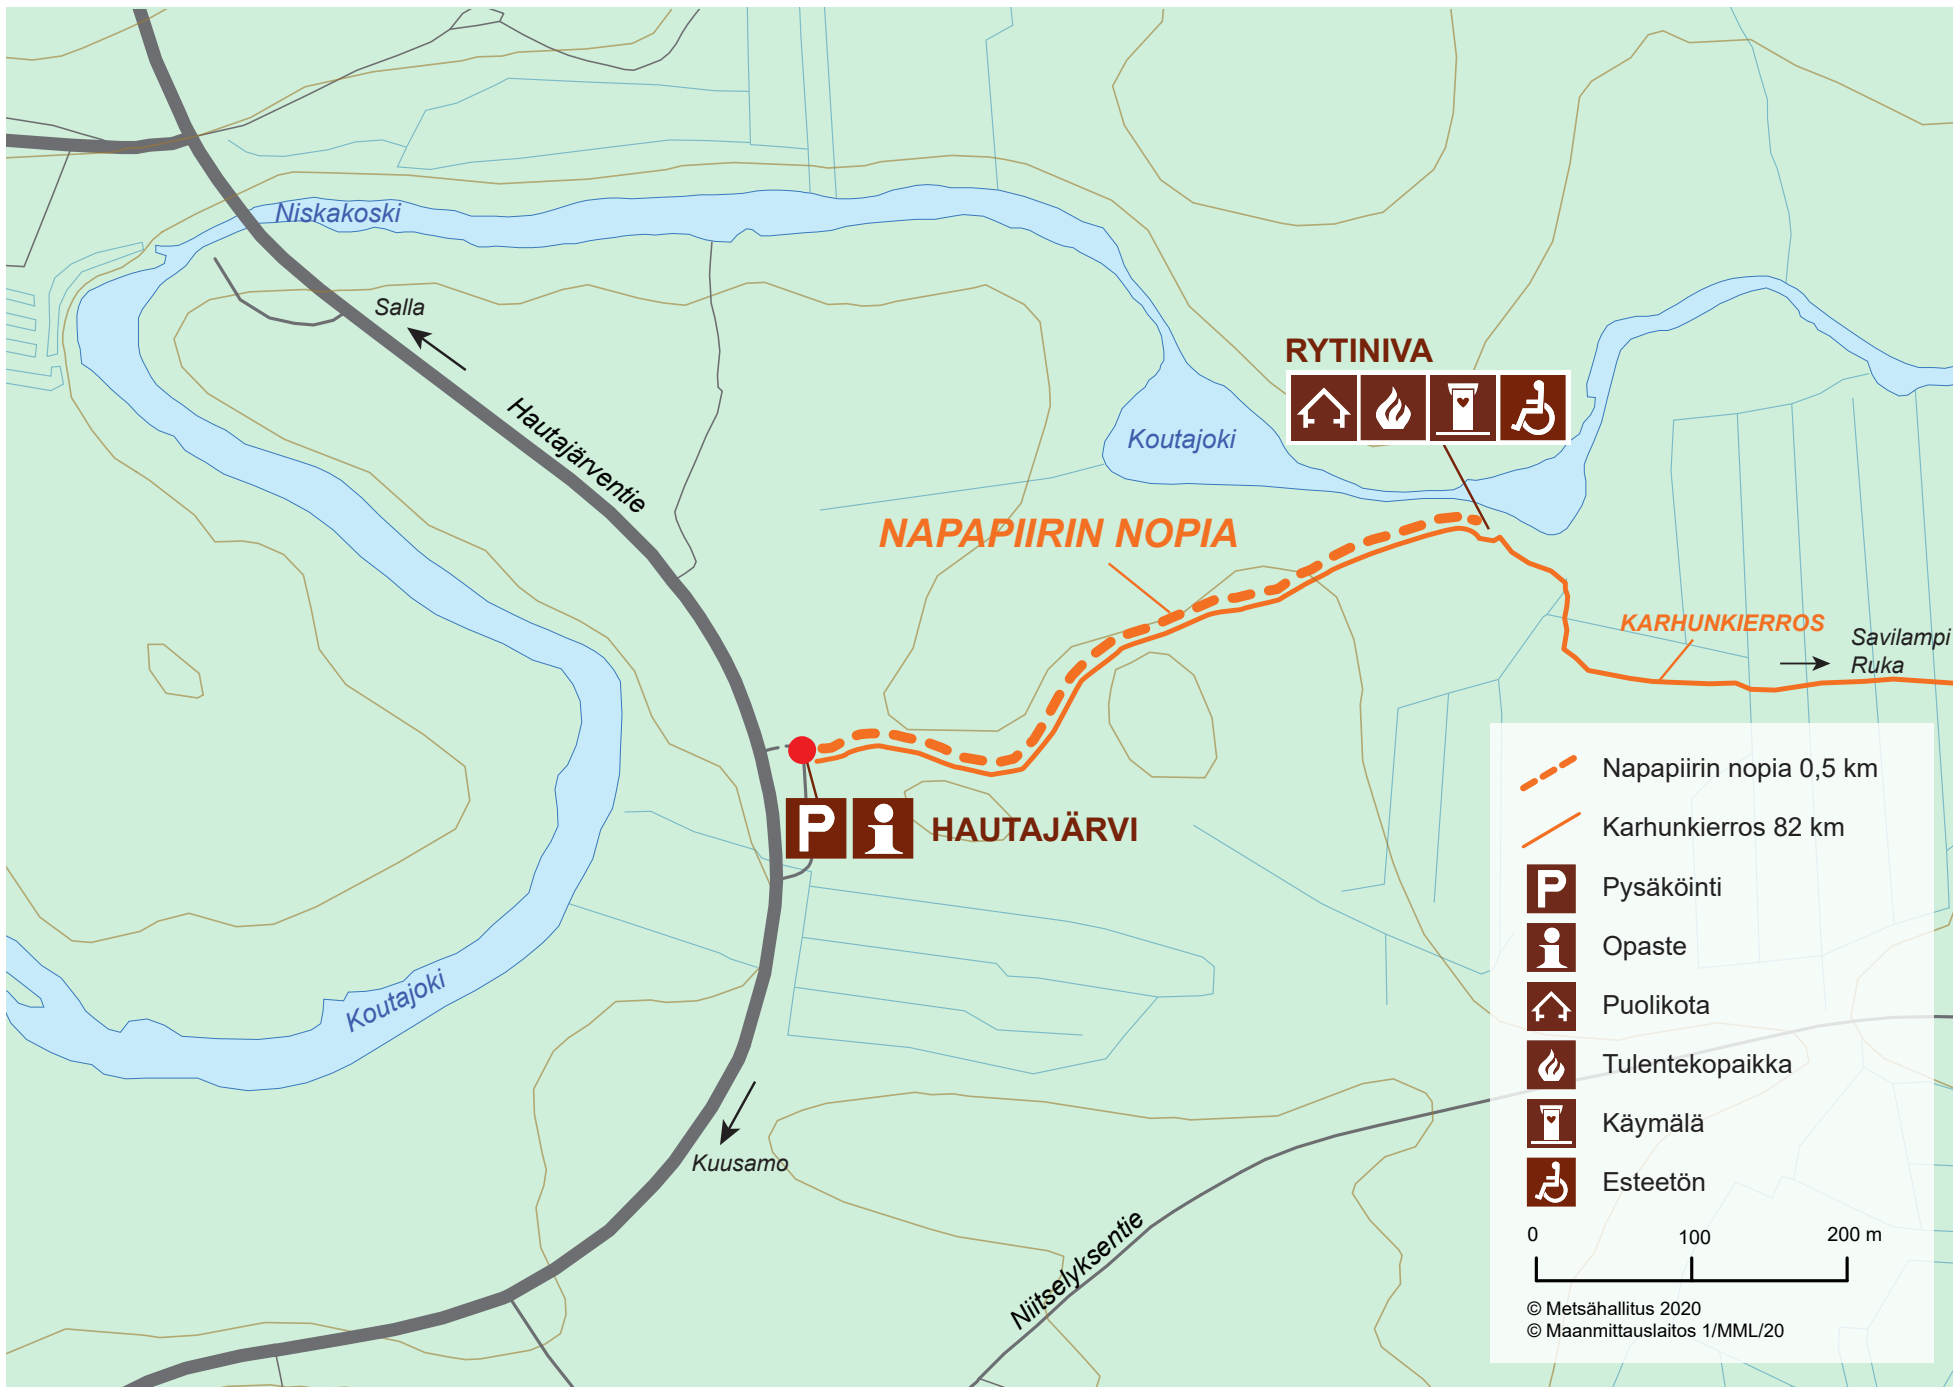 Niskakoski
Salla
Hautajärventie
RYTINIVA
Koutajoki
NAPAPIIRIN NOPIA
KARHUNKIERROS
Savilampi
Ruka
P
HAUTAJÄRVI
Koutajoki
Kuusamo
Niitselyksentie
Napapiirin nopia 0,5 km
Karhunkierros 82 km
P Pysäköinti
Opaste
Puolikota
Tulentekopaikka
Käymälä
Esteetön
0 100 200 m
© Metsähallitus 2020
© Maanmittauslaitos 1/MML/20